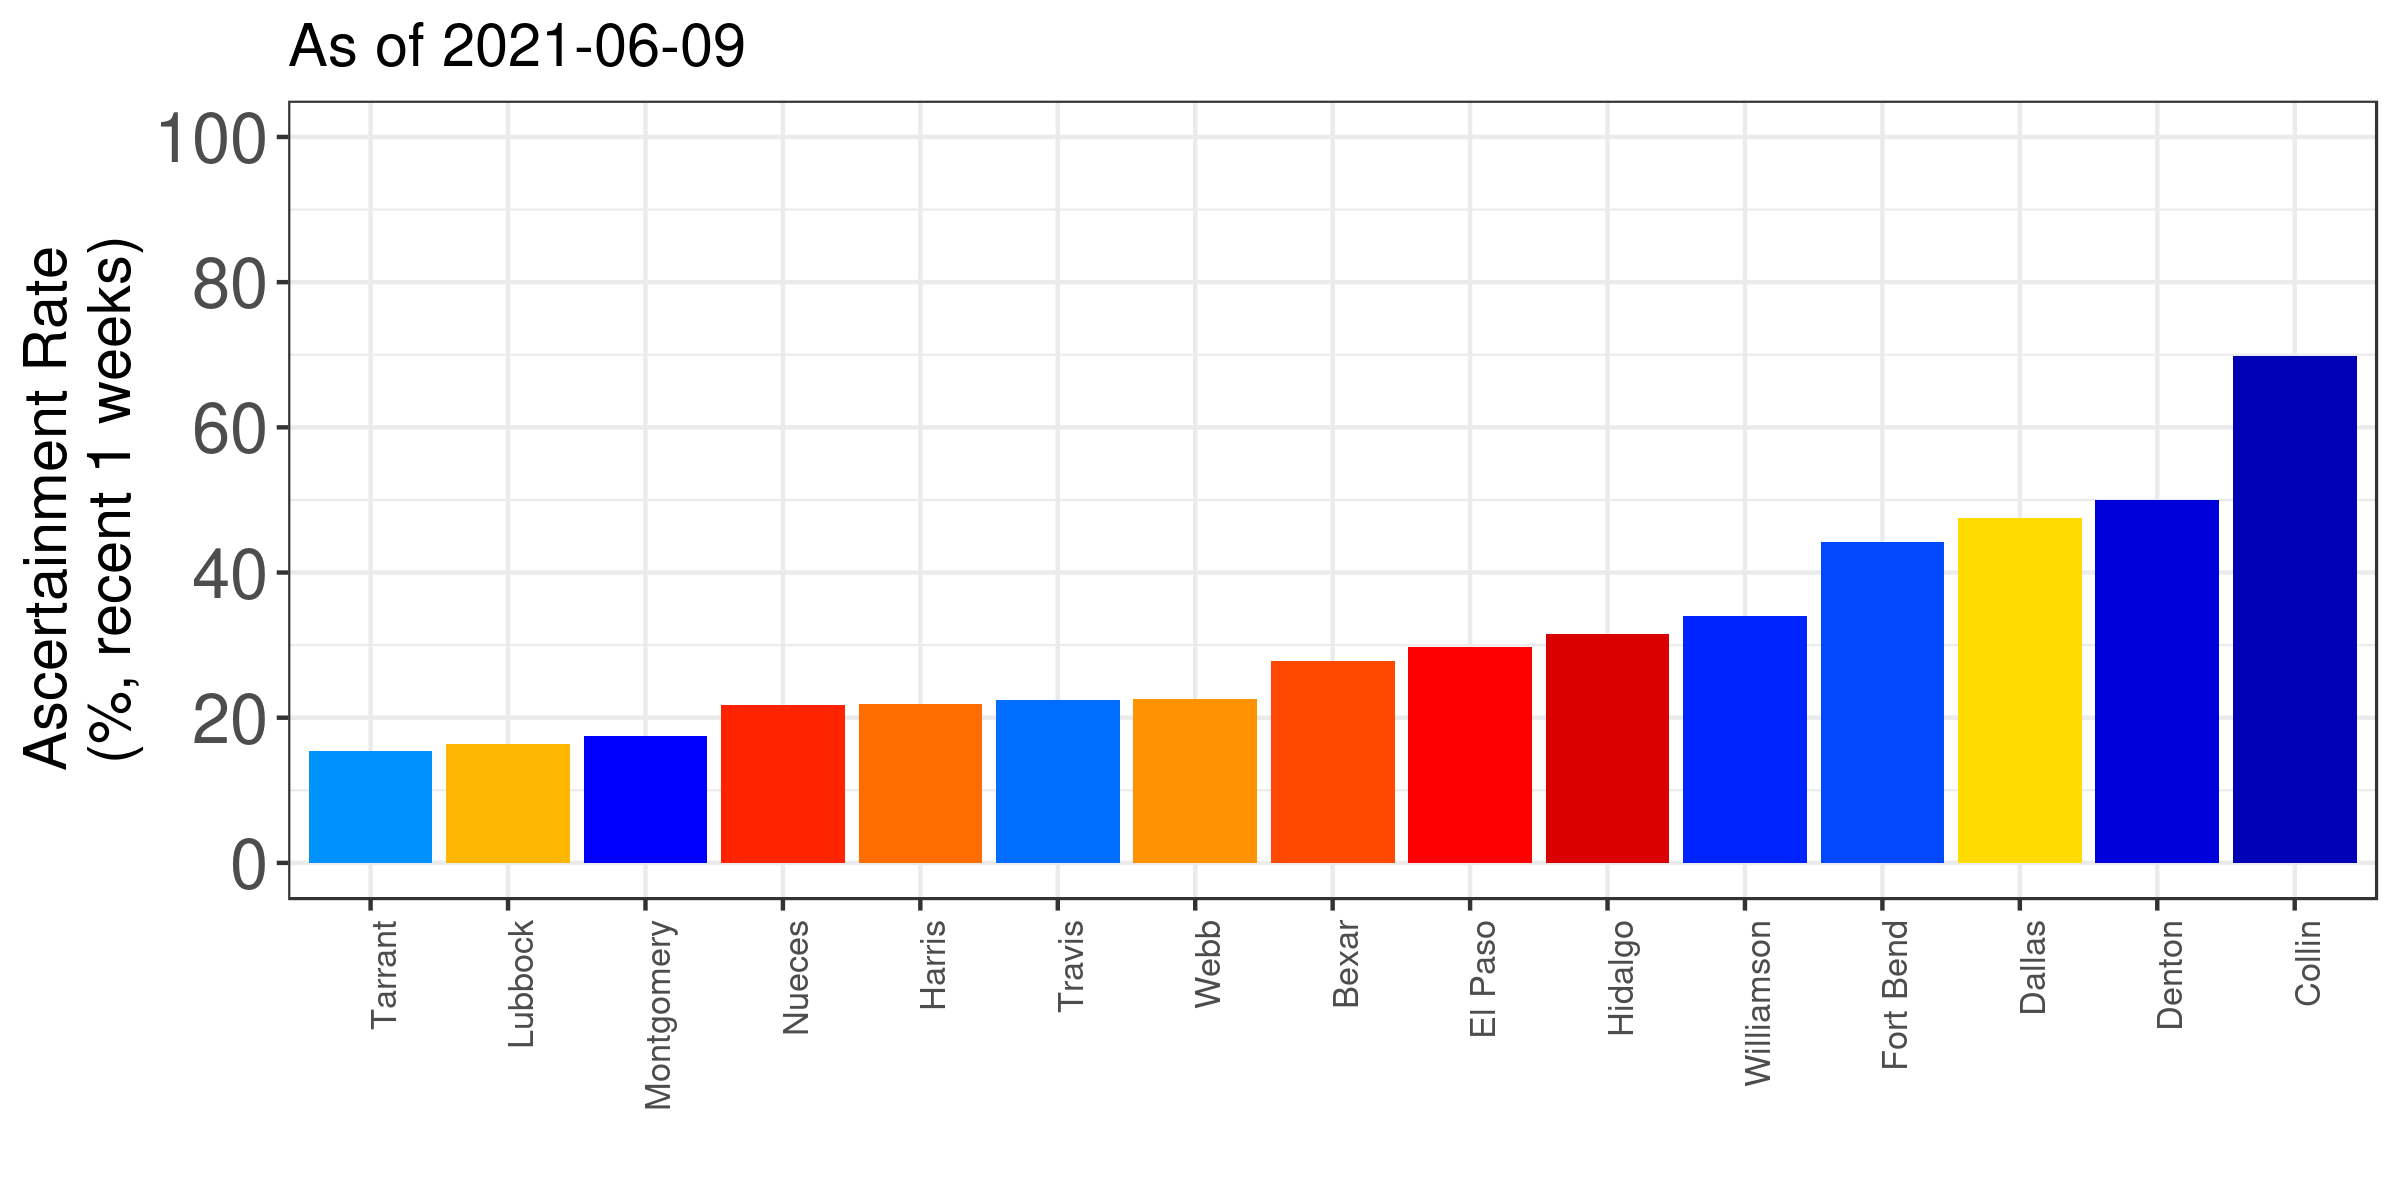 As of 2021-06-09
Ascertainment Rate
(%, recent 1 weeks)
100
80
60
40
20
0
Tarrant
Lubbock
Montgomery
Nueces
Harris
Travis
Webb
Bexar
El Paso
Hidalgo
Williamson
Fort Bend
Dallas
Denton
Collin